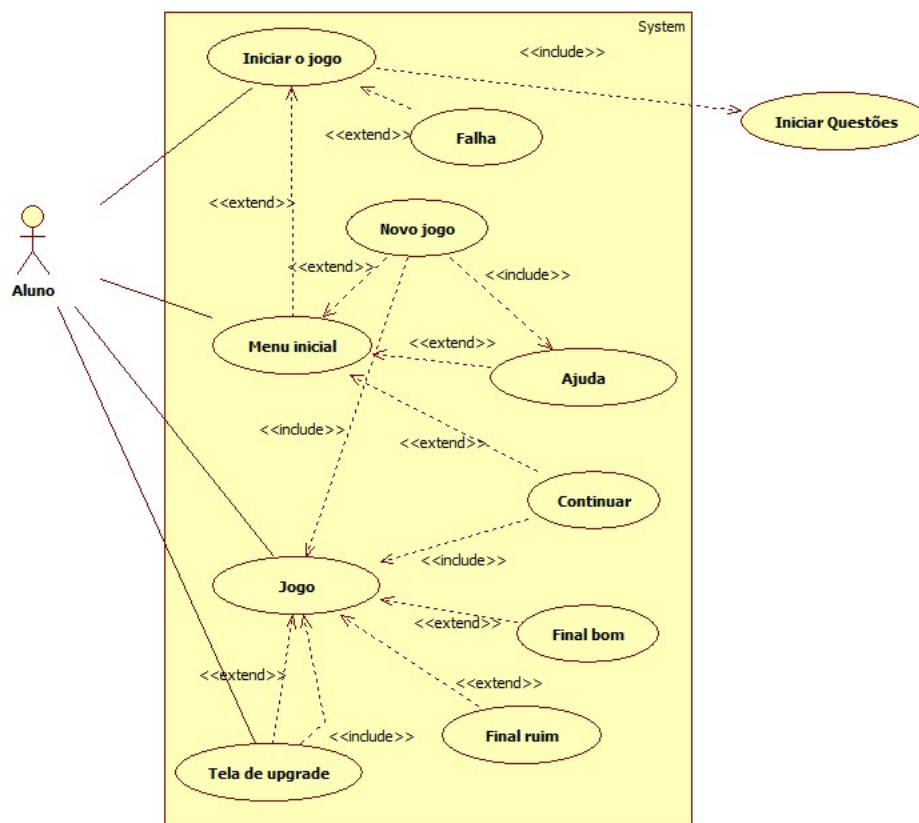 System
Iniciar o jogo
<<include>>
Iniciar Questões
<<extend>>
Falha
<<extend>>
Novo jogo
Aluno
<<extend>>
<<include>>
Menu inicial
<<extend>>
Ajuda
<<include>>
<<extend>>
Continuar
<<include>>
Jogo
<<extend>>
Final bom
<<extend>>
<<extend>>
Final ruim
<<include>>
Tela de upgrade